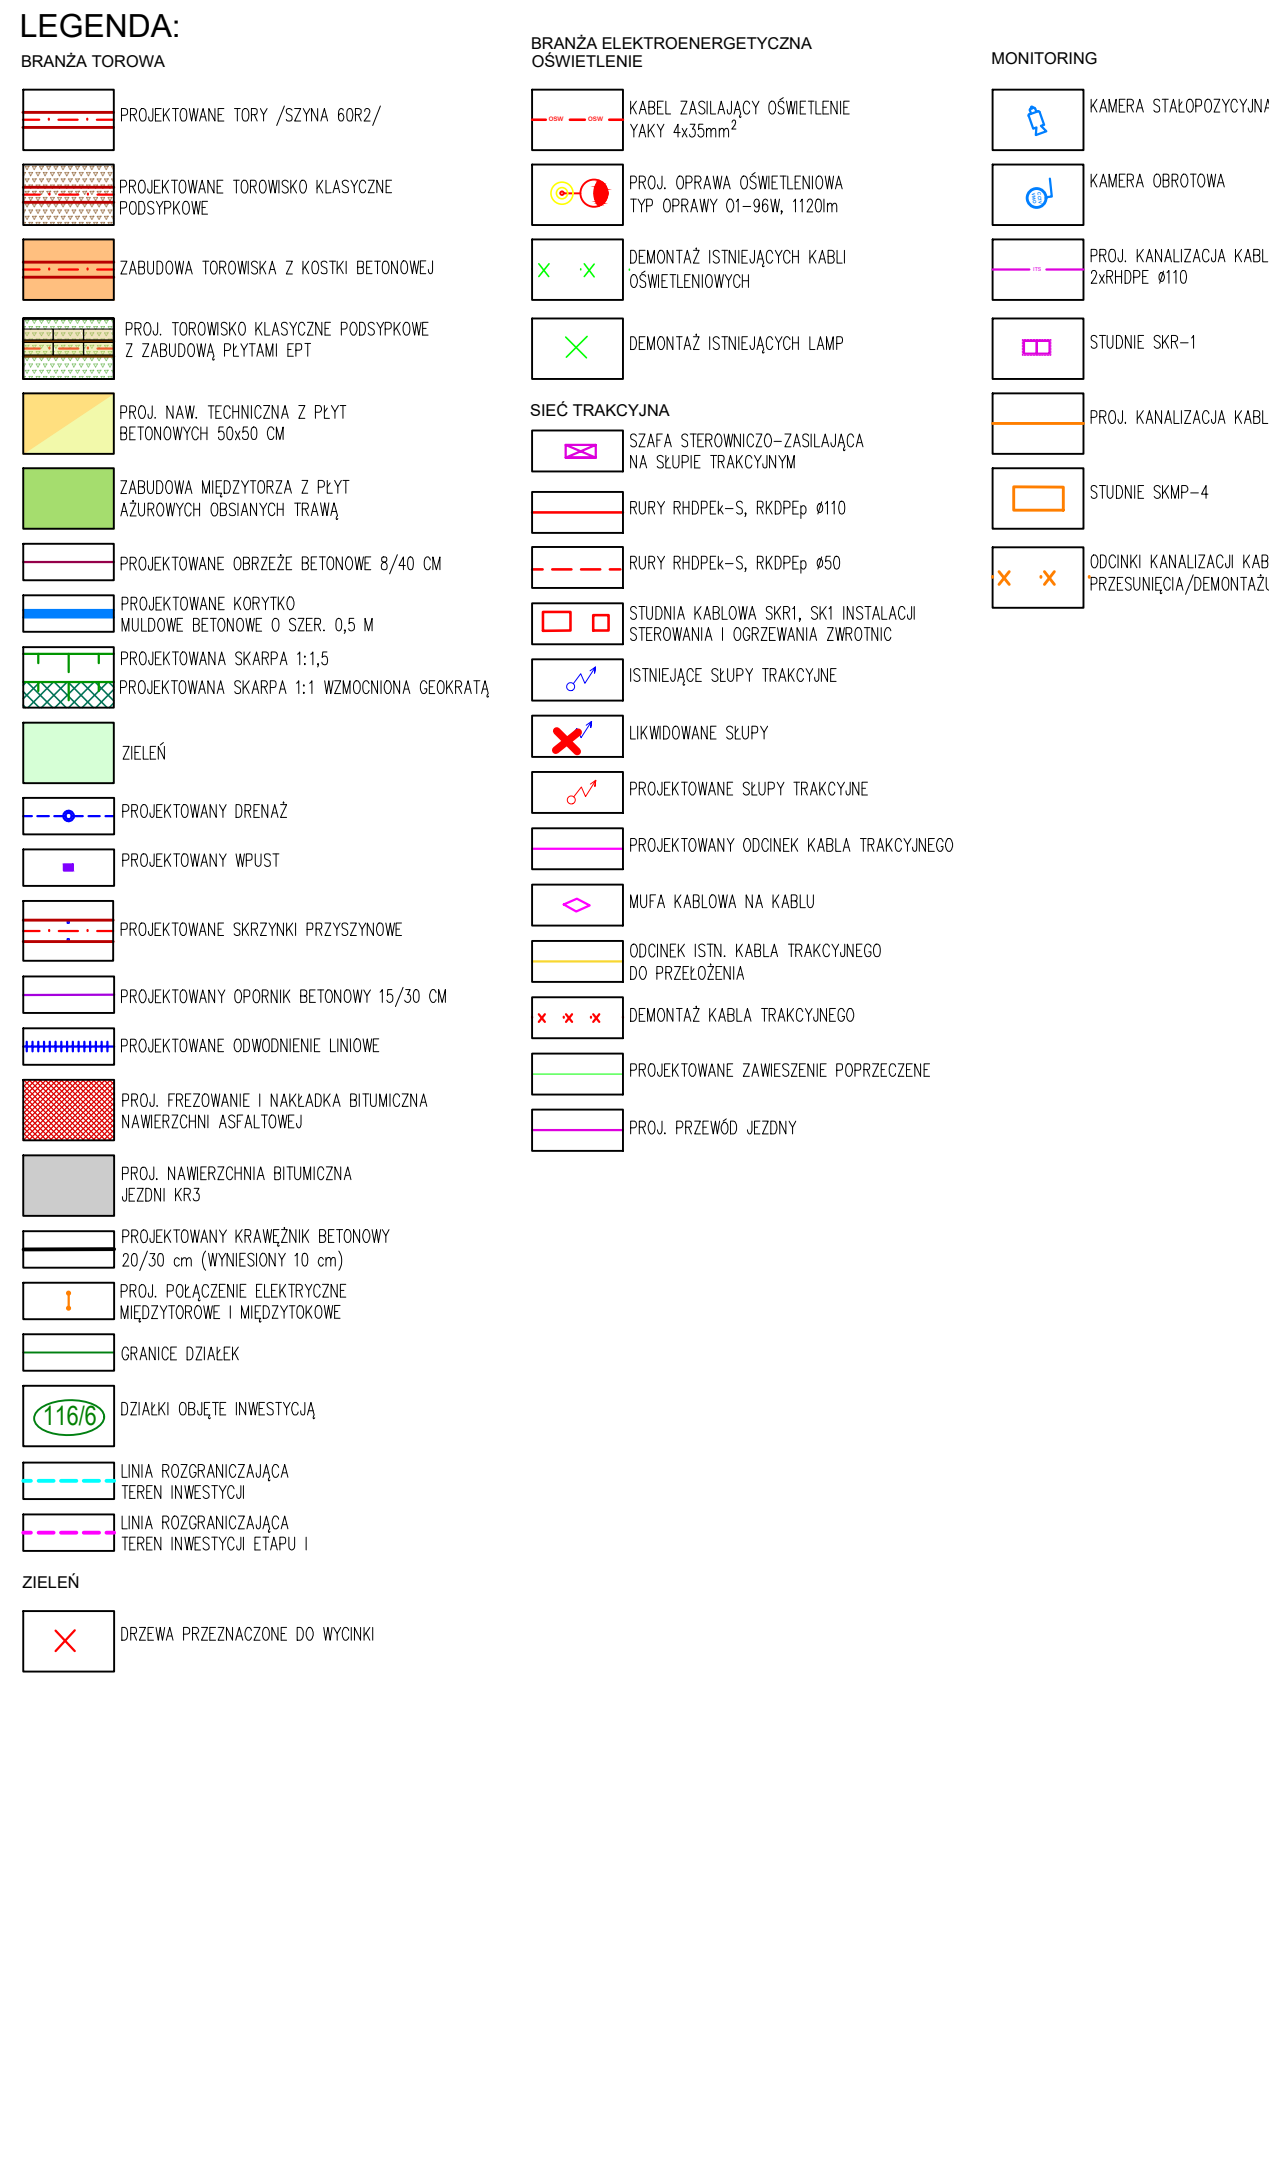 LEGENDA:
BRANŻA TOROWA
PROJEKTOWANE TORY /SZYNA 60R2/
PROJEKTOWANE TOROWISKO KLASYCZNE
PODSYPKOWE
ZABUDOWA TOROWISKA Z KOSTKI BETONOWEJ
PROJ. TOROWISKO KLASYCZNE PODSYPKOWE
Z ZABUDOWĄ PŁYTAMI EPT
PROJ. NAW. TECHNICZNA Z PŁYT
BETONOWYCH 50x50 CM
ZABUDOWA MIĘDZYTORZA Z PŁYT
AŻUROWYCH OBSIANYCH TRAWĄ
PROJEKTOWANE OBRZEŻE BETONOWE 8/40 CM
PROJEKTOWANE KORYTKO
MULDOWE BETONOWE O SZER. 0,5 M
PROJEKTOWANA SKARPA 1:1,5
PROJEKTOWANA SKARPA 1:1 WZMOCNIONA GEOKRATĄ
ZIELEŃ
PROJEKTOWANY DRENAŻ
PROJEKTOWANY WPUST
PROJEKTOWANE SKRZYNKI PRZYSZYNOWE
PROJEKTOWANY OPORNIK BETONOWY 15/30 CM
PROJEKTOWANE ODWODNIENIE LINIOWE
PROJ. FREZOWANIE I NAKŁADKA BITUMICZNA
NAWIERZCHNI ASFALTOWEJ
PROJ. NAWIERZCHNIA BITUMICZNA
JEZDNI KR3
PROJEKTOWANY KRAWĘŻNIK BETONOWY
20/30 cm (WYNIESIONY 10 cm)
PROJ. POŁĄCZENIE ELEKTRYCZNE
MIĘDZYTOROWE I MIĘDZYTOKOWE
GRANICE DZIAŁEK
116/6
DZIAŁKI OBJĘTE INWESTYCJĄ
LINIA ROZGRANICZAJĄCA
TEREN INWESTYCJI
LINIA ROZGRANICZAJĄCA
TEREN INWESTYCJI ETAPU I
ZIELEŃ
DRZEWA PRZEZNACZONE DO WYCINKI
BRANŻA ELEKTROENERGETYCZNA
OŚWIETLENIE
OSW OSW
KABEL ZASILAJĄCY OŚWIETLENIE
YAKY 4x35mm²
PROJ. OPRAWA OŚWIETLENIOWA
TYP OPRAWY O1-96W, 1120lm
DEMONTAŻ ISTNIEJĄCYCH KABLI
OŚWIETLENIOWYCH
DEMONTAŻ ISTNIEJĄCYCH LAMP
SIEĆ TRAKCYJNA
SZAFA STEROWNICZO-ZASILAJĄCA
NA SŁUPIE TRAKCYJNYM
RURY RHDPEk-S, RKDPEp ø110
RURY RHDPEk-S, RKDPEp ø50
STUDNIA KABLOWA SKR1, SK1 INSTALACJI
STEROWANIA I OGRZEWANIA ZWROTNIC
ISTNIEJĄCE SŁUPY TRAKCYJNE
LIKWIDOWANE SŁUPY
PROJEKTOWANE SŁUPY TRAKCYJNE
PROJEKTOWANY ODCINEK KABLA TRAKCYJNEGO
MUFA KABLOWA NA KABLU
ODCINEK ISTN. KABLA TRAKCYJNEGO
DO PRZEŁOŻENIA
DEMONTAŻ KABLA TRAKCYJNEGO
PROJEKTOWANE ZAWIESZENIE POPRZECZENE
PROJ. PRZEWÓD JEZDNY
MONITORING
KAMERA STAŁOPOZYCYJNA
KAMERA OBROTOWA
ITS
PROJ. KANALIZACJA KABL
2xRHDPE ø110
STUDNIE SKR-1
PROJ. KANALIZACJA KABL
STUDNIE SKMP-4
ODCINKI KANALIZACJI KAB
PRZESUNIĘCIA/DEMONTAŻU